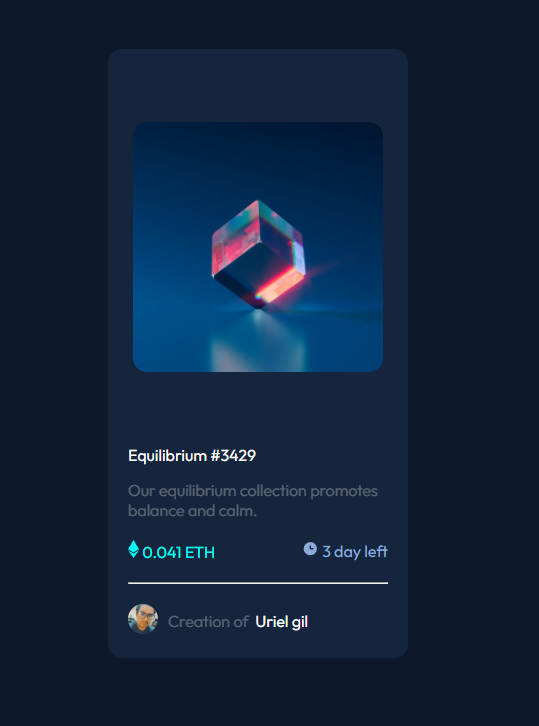 Equilibrium #3429
Our equilibrium collection promotes
balance and calm.
0.041 ETH
3 day left
Creation of Uriel gil